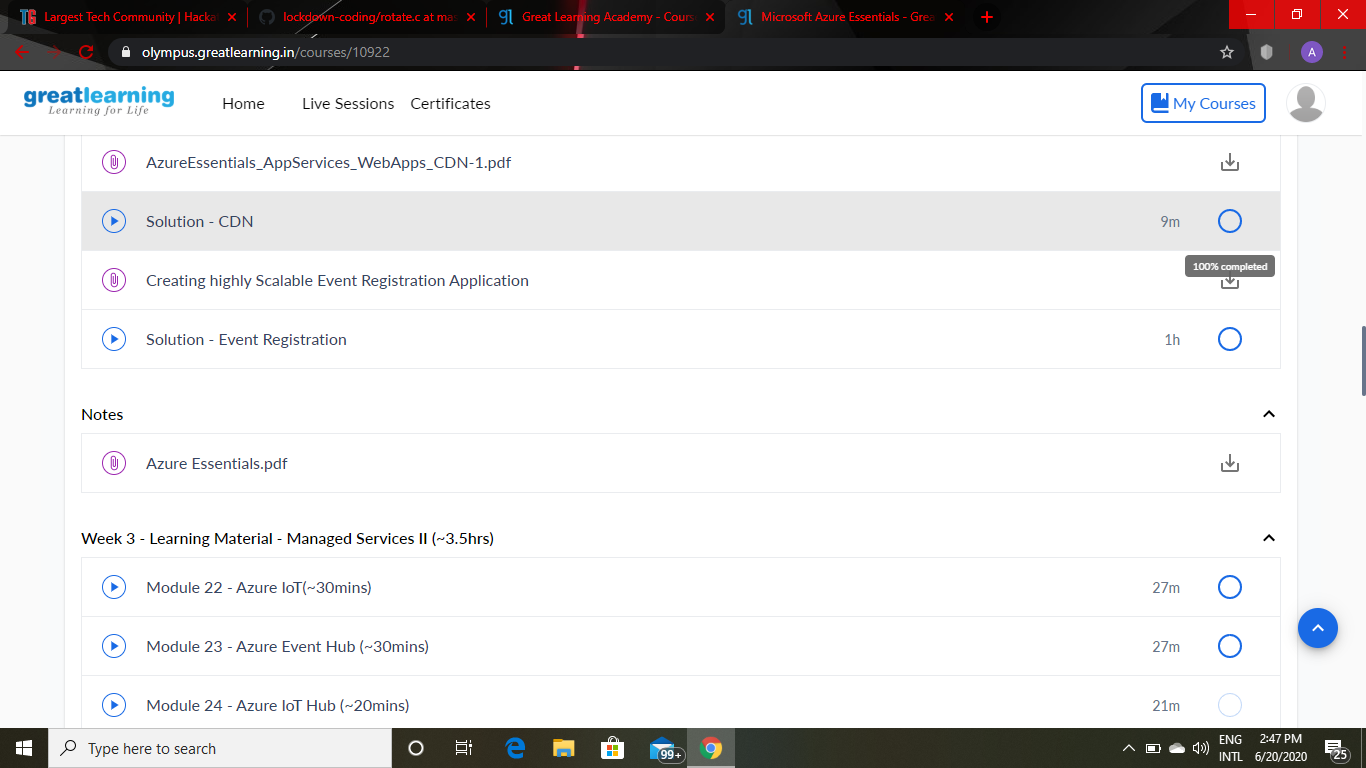 Largest Tech Community | Hacka
lockdown-coding/rotate.c at mas
Great Learning Academy - Cours
Microsoft Azure Essentials - Grea
olympus.greatlearning.in/courses/10922
A
greatlearning
Learning for Life
Home
Live Sessions
Certificates
My Courses
AzureEssentials_AppServices_WebApps_CDN-1.pdf
Solution - CDN
9m
100% completed
Creating highly Scalable Event Registration Application
Solution - Event Registration
1h
Notes
Azure Essentials.pdf
Week 3 - Learning Material - Managed Services II (~3.5hrs)
Module 22 - Azure IoT(~30mins)
27m
Module 23 - Azure Event Hub (~30mins)
27m
Module 24 - Azure IoT Hub (~20mins)
21m
Type here to search
99+
ENG
INTL
2:47 PM
6/20/2020
25